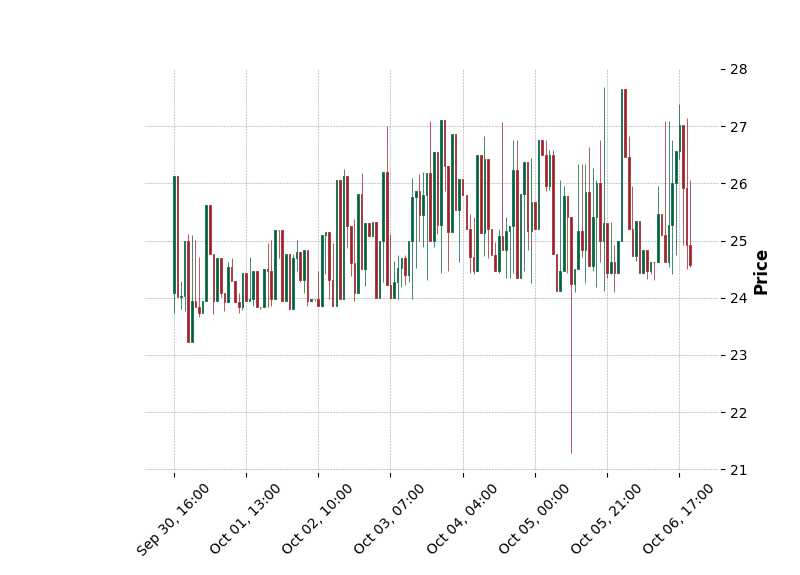 28
27
26
25
24
23
22
21
Price
Sep 30, 16:00
Oct 01, 13:00
Oct 02, 10:00
Oct 03, 07:00
Oct 04, 04:00
Oct 05, 00:00
Oct 05, 21:00
Oct 06, 17:00